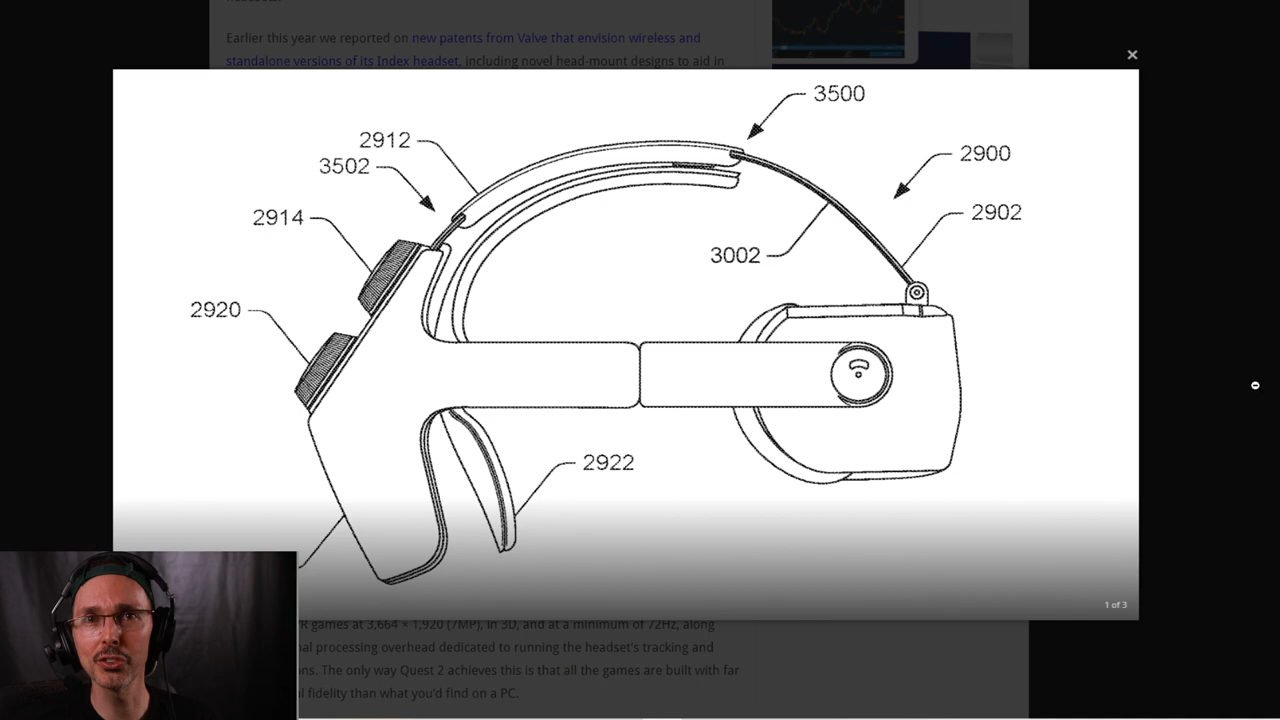 Earlier this year we reported on new patents from Valve that envision wireless and
standalone versions of its Index headset, including novel head-mount designs to aid in
3500
2912
3502
2900
2914
2902
3002
2920
2922
1 of 3
games at 3,664 × 1,920 (7MP), in 3D, and at a minimum of 72Hz, along
processing overhead dedicated to running the headset's tracking and
The only way Quest 2 achieves this is that all the games are built with far
fidelity than what you'd find on a PC.